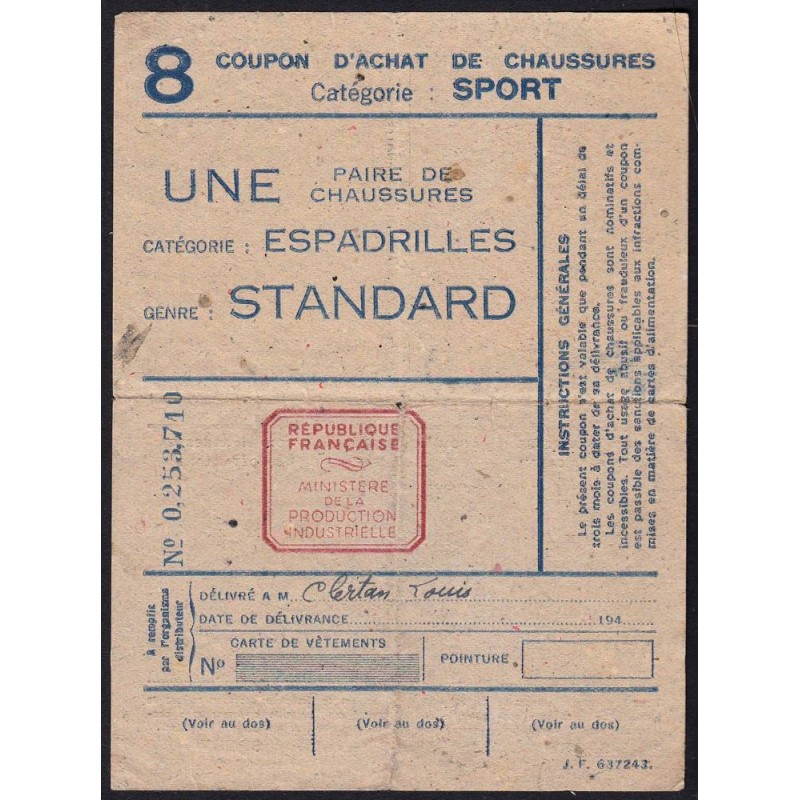 8 COUPON D'ACHAT DE CHAUSSURES
Catégorie : SPORT
UNE PAIRE DE CHAUSSURES
CATÉGORIE : ESPADRILLES
GENRE : STANDARD
INSTRUCTIONS GÉNÉRALES
Le présent coupon n'est valable que pendant un délai de
trois mois à dater de sa délivrance.
Les coupons d'achat de chaussures sont nominatifs et
incessibles. Tout usage abusif ou frauduleux d'un coupon
est passible des sanctions applicables aux infractions com-
mises en matière de cartes d'alimentation.
Nº 0,253,710
RÉPUBLIQUE
FRANÇAISE
MINISTÈRE
DE LA
PRODUCTION
INDUSTRIELLE
À remplir
par l'organisme
distributeur
DÉLIVRÉ A M. Clertan Louis
DATE DE DÉLIVRANCE 194
CARTE DE VÊTEMENTS
Nº
POINTURE
(Voir au dos) (Voir au dos) (Voir au dos)
J. F. 637243.